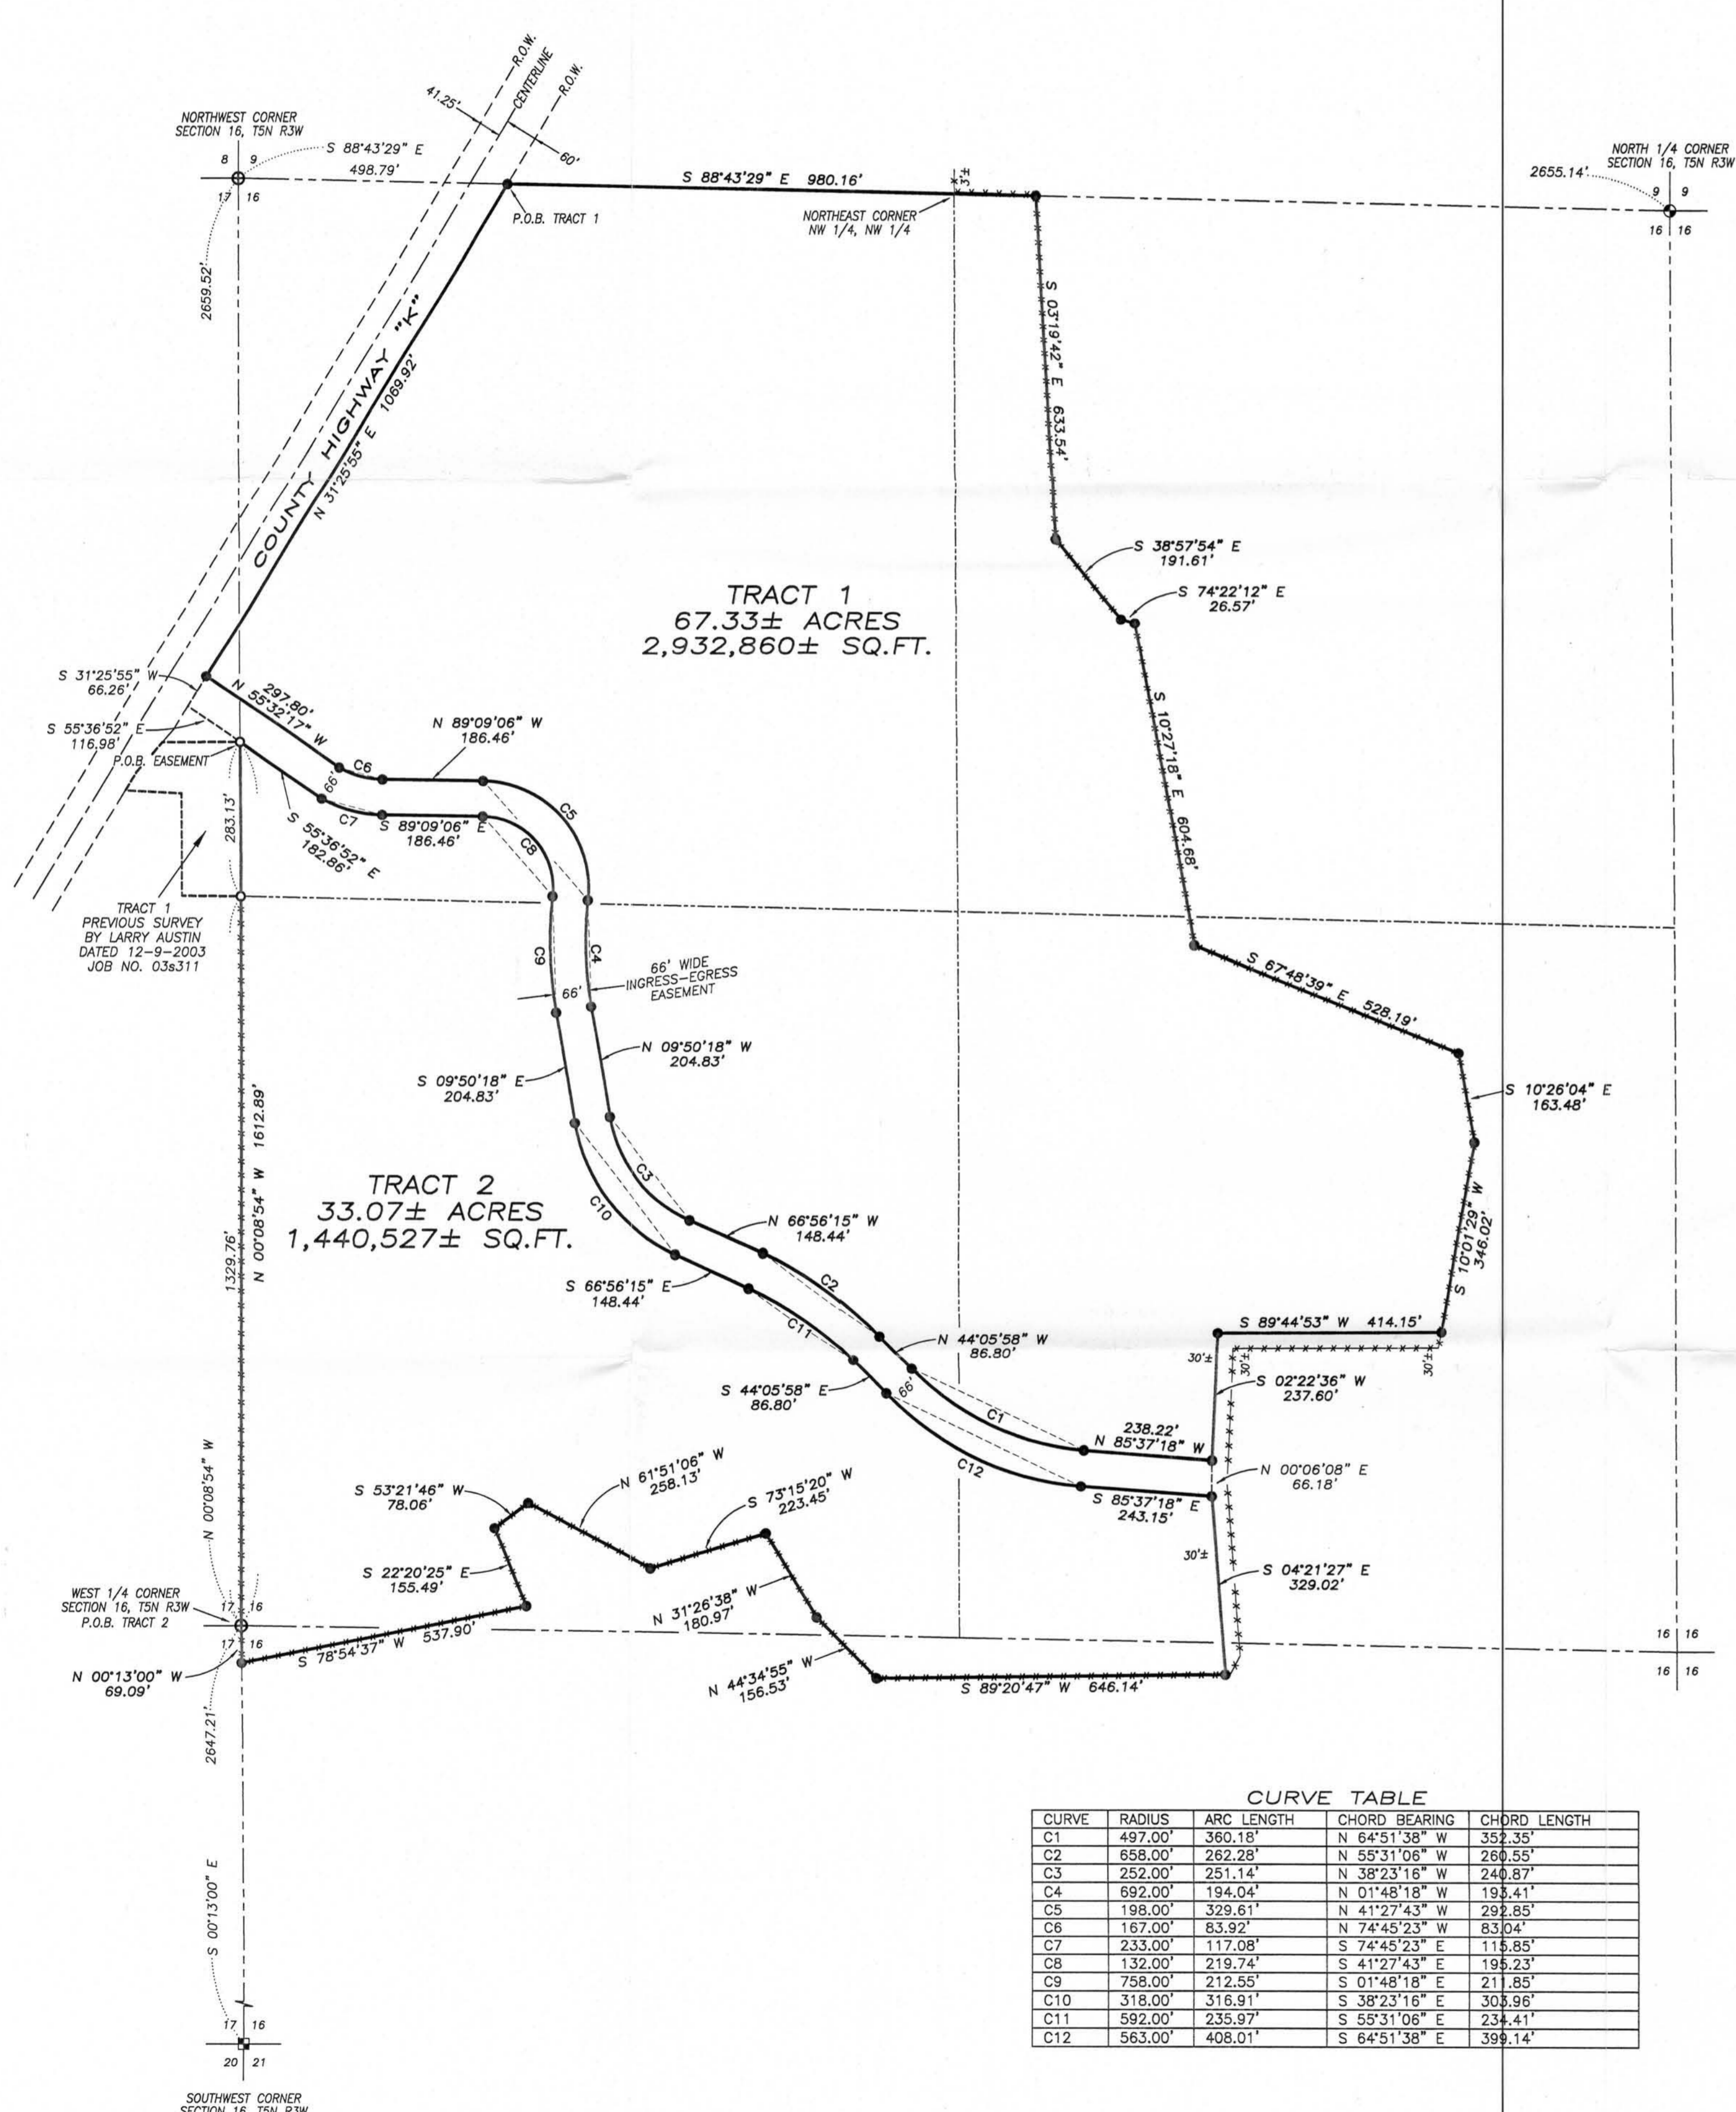 R.O.W.
CENTERLINE
R.O.W.
41.25'
60'
NORTHWEST CORNER
SECTION 16, T5N R3W
8 9
17 16
S 88°43'29" E
498.79'
2659.52'
P.O.B. TRACT 1
S 88°43'29" E 980.16'
3'±
NORTHEAST CORNER
NW 1/4, NW 1/4
NORTH 1/4 CORNER
SECTION 16, T5N R3W
2655.14'
9 9
16 16
COUNTY HIGHWAY "K"
N 31°25'55" E 1069.92'
S 03°19'42" E 633.54'
S 38°57'54" E
191.61'
S 74°22'12" E
26.57'
TRACT 1
67.33± ACRES
2,932,860± SQ.FT.
S 10°27'18" E 604.68'
S 31°25'55" W
66.26'
S 55°36'52" E
116.98'
P.O.B. EASEMENT
297.80'
N 55°32'17" W
C6
66'
C7
N 89°09'06" W
186.46'
S 89°09'06" E
186.46'
C5
C8
283.13'
S 55°36'52" E
182.86'
TRACT 1
PREVIOUS SURVEY
BY LARRY AUSTIN
DATED 12-9-2003
JOB NO. 03s311
C9
C4
66'
66' WIDE
INGRESS-EGRESS
EASEMENT
S 67°48'39" E 528.19'
N 09°50'18" W
204.83'
S 09°50'18" E
204.83'
S 10°26'04" E
163.48'
1329.76'
N 00°08'54" W 1612.89'
TRACT 2
33.07± ACRES
1,440,527± SQ.FT.
C3
C10
N 66°56'15" W
148.44'
S 66°56'15" E
148.44'
C2
C11
S 10°01'29" W
346.02'
S 89°44'53" W 414.15'
30'±
30'±
30'±
N 44°05'58" W
86.80'
S 44°05'58" E
86.80'
66'
S 02°22'36" W
237.60'
C1
C12
238.22'
N 85°37'18" W
N 00°06'08" E
66.18'
S 85°37'18" E
243.15'
30'±
S 04°21'27" E
329.02'
N 00°08'54" W
S 53°21'46" W
78.06'
N 61°51'06" W
258.13'
S 73°15'20" W
223.45'
S 22°20'25" E
155.49'
N 31°26'38" W
180.97'
WEST 1/4 CORNER
SECTION 16, T5N R3W
P.O.B. TRACT 2
17 16
17 16
S 78°54'37" W 537.90'
N 00°13'00" W
69.09'
N 44°34'55" W
156.53'
S 89°20'47" W 646.14'
16 16
16 16
2647.21'
S 00°13'00" E
17 16
20 21
SOUTHWEST CORNER
SECTION 16, T5N R3W
CURVE TABLE
CURVE RADIUS ARC LENGTH CHORD BEARING CHORD LENGTH
C1 497.00' 360.18' N 64°51'38" W 352.35'
C2 658.00' 262.28' N 55°31'06" W 260.55'
C3 252.00' 251.14' N 38°23'16" W 240.87'
C4 692.00' 194.04' N 01°48'18" W 193.41'
C5 198.00' 329.61' N 41°27'43" W 292.85'
C6 167.00' 83.92' N 74°45'23" W 83.04'
C7 233.00' 117.08' S 74°45'23" E 115.85'
C8 132.00' 219.74' S 41°27'43" E 195.23'
C9 758.00' 212.55' S 01°48'18" E 211.85'
C10 318.00' 316.91' S 38°23'16" E 303.96'
C11 592.00' 235.97' S 55°31'06" E 234.41'
C12 563.00' 408.01' S 64°51'38" E 399.14'